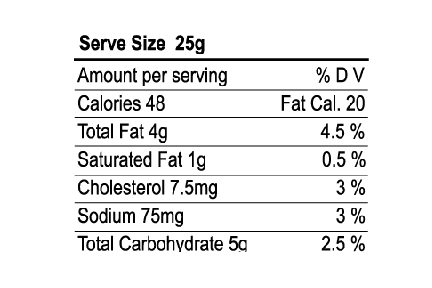 Serve Size 25g
Amount per serving % D V
Calories 48 Fat Cal. 20
Total Fat 4g 4.5 %
Saturated Fat 1g 0.5 %
Cholesterol 7.5mg 3 %
Sodium 75mg 3 %
Total Carbohydrate 5g 2.5 %